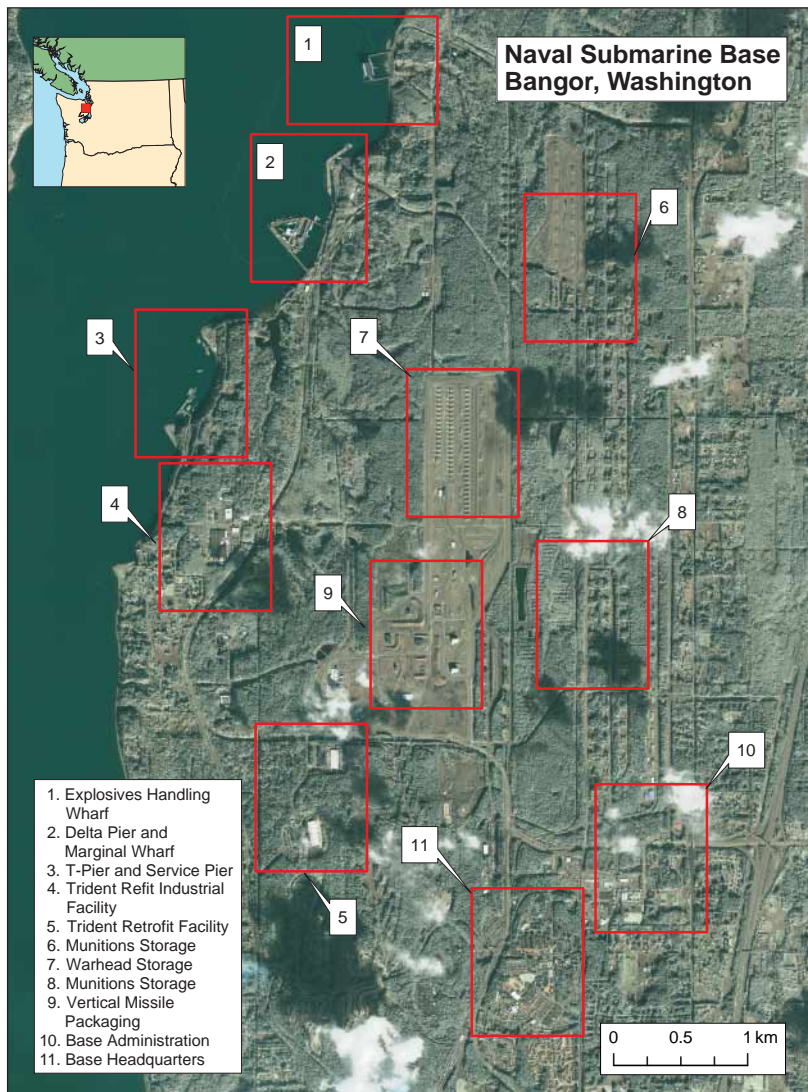 Naval Submarine Base
Bangor, Washington
1
2
3
4
5
6
7
8
9
10
11
1. Explosives Handling
Wharf
2. Delta Pier and
Marginal Wharf
3. T-Pier and Service Pier
4. Trident Refit Industrial
Facility
5. Trident Retrofit Facility
6. Munitions Storage
7. Warhead Storage
8. Munitions Storage
9. Vertical Missile
Packaging
10. Base Administration
11. Base Headquarters
0 0.5 1 km